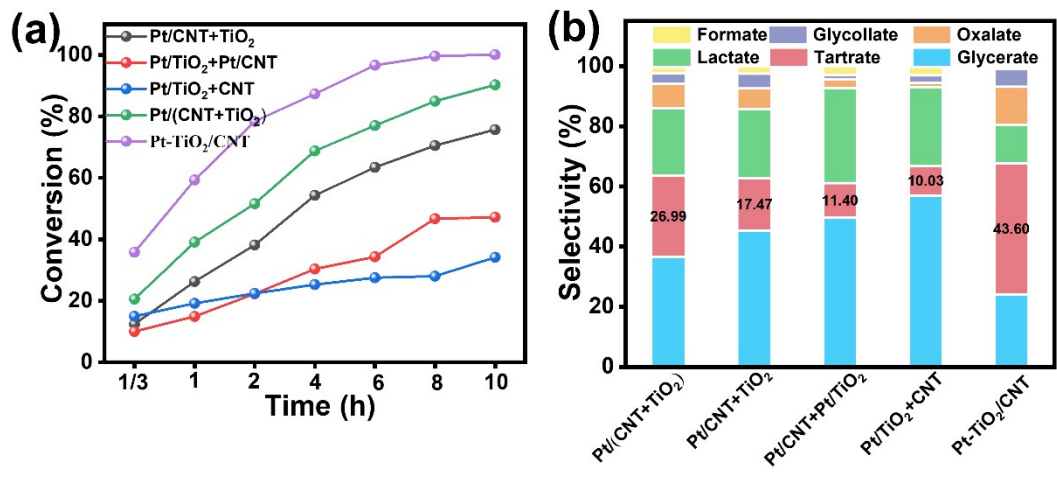 (a)
Pt/CNT+TiO₂
Pt/TiO₂+Pt/CNT
Pt/TiO₂+CNT
Pt/(CNT+TiO₂)
Pt-TiO₂/CNT
Conversion (%)
100
80
60
40
20
0
1/3 1 2 4 6 8 10
Time (h)
(b)
Formate Glycollate Oxalate
Lactate Tartrate Glycerate
Selectivity (%)
100
80
60
40
20
0
26.99
17.47
11.40
10.03
43.60
Pt/(CNT+TiO₂)
Pt/CNT+TiO₂
Pt/CNT+Pt/TiO₂
Pt/TiO₂+CNT
Pt-TiO₂/CNT